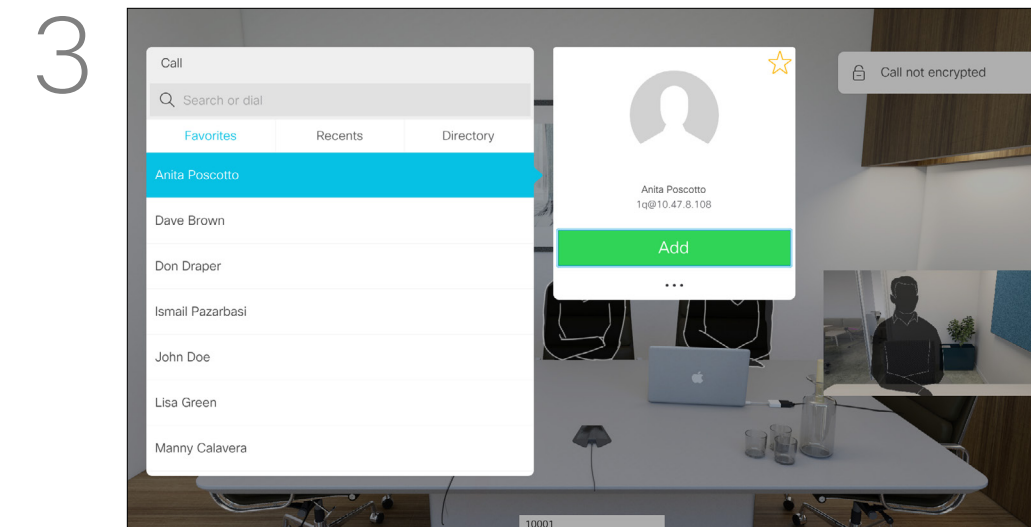 3
Call
Search or dial
Favorites Recents Directory
Anita Poscotto
Dave Brown
Don Draper
Ismail Pazarbasi
John Doe
Lisa Green
Manny Calavera
Anita Poscotto
1q@10.47.8.108
Add
...
Call not encrypted
10001